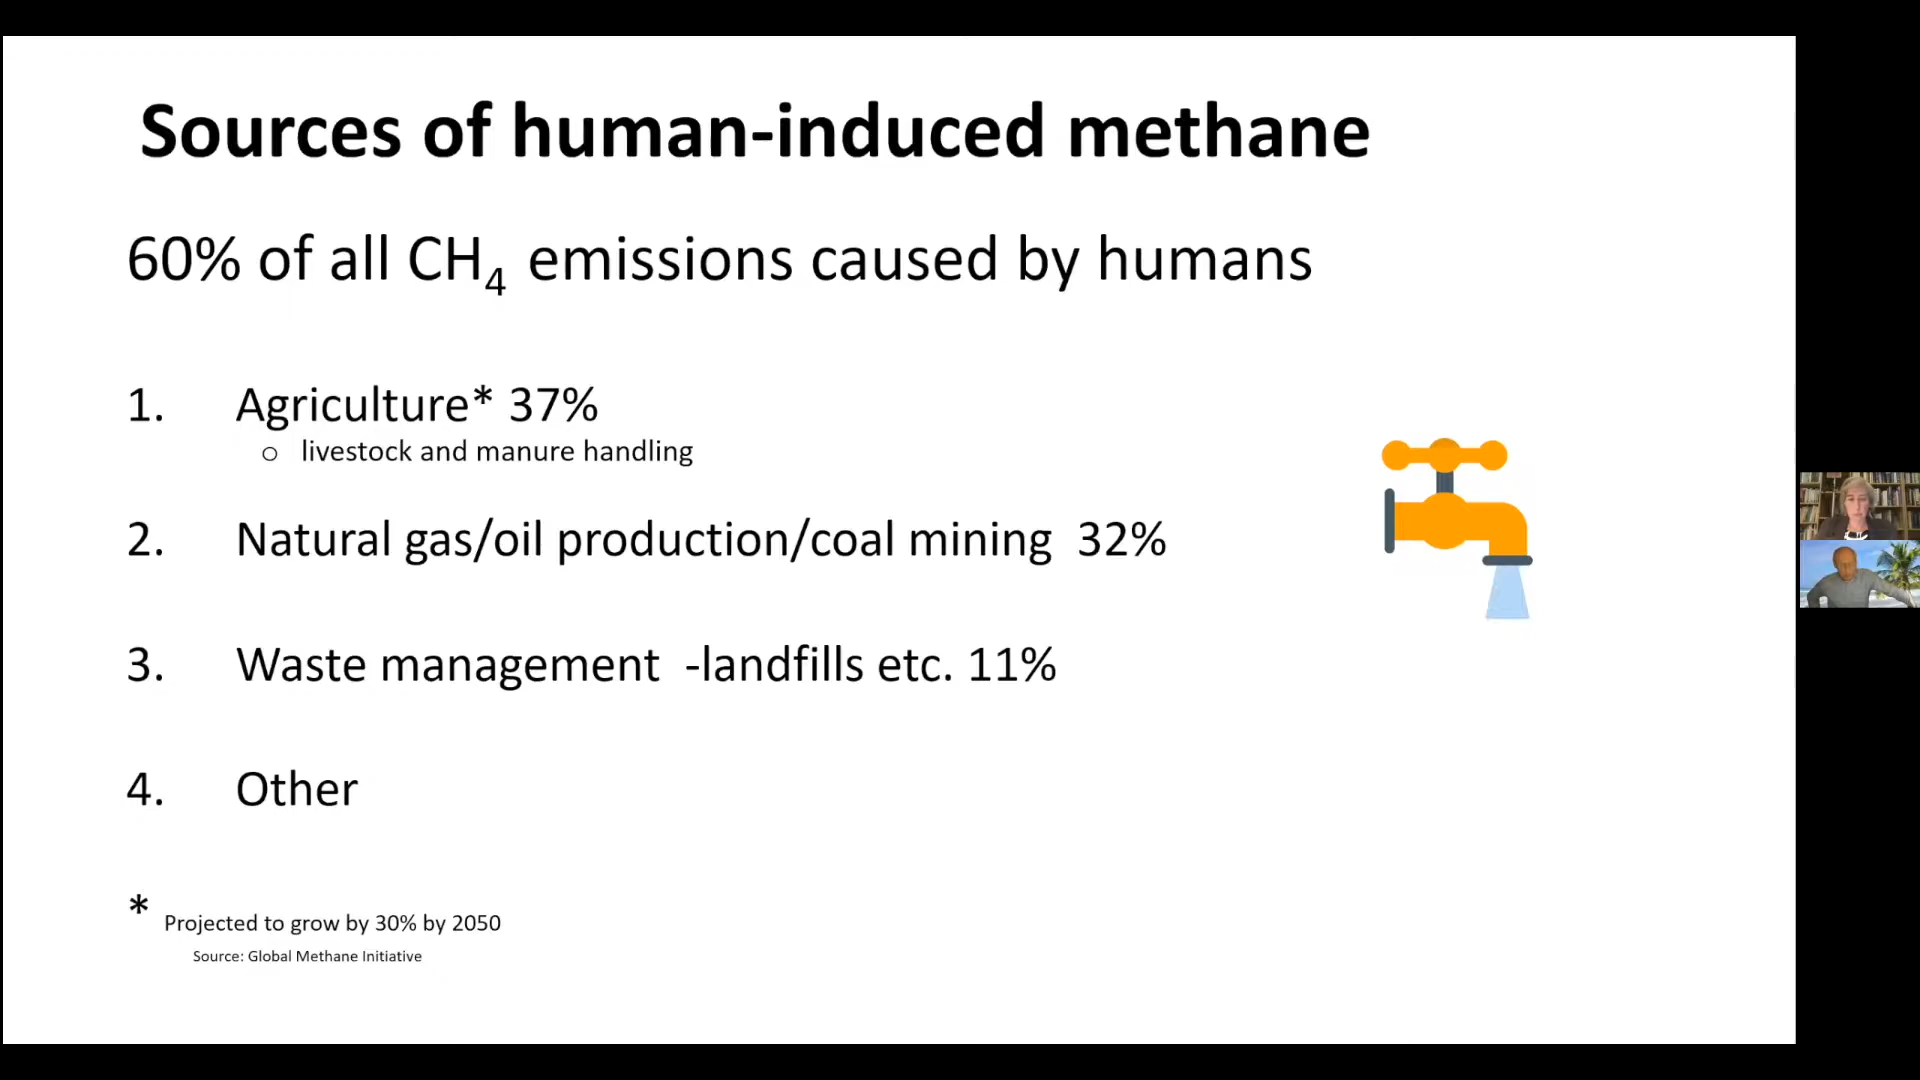 Sources of human-induced methane
60% of all CH₄ emissions caused by humans
1. Agriculture* 37%
o livestock and manure handling
2. Natural gas/oil production/coal mining 32%
3. Waste management -landfills etc. 11%
4. Other
* Projected to grow by 30% by 2050
Source: Global Methane Initiative